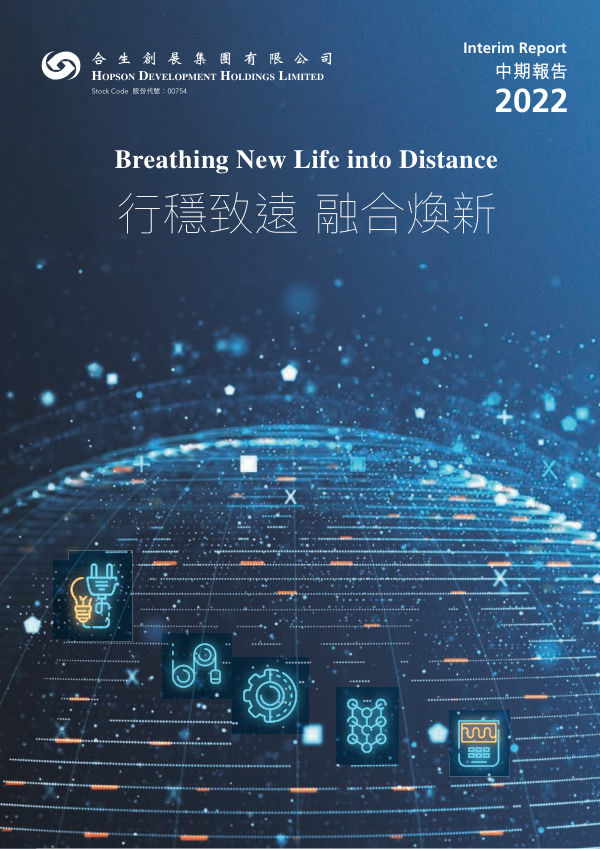 合生創展集團有限公司
HOPSON DEVELOPMENT HOLDINGS LIMITED
Stock Code 股份代號：00754
Interim Report
中期報告
2022
Breathing New Life into Distance
行穩致遠 融合煥新